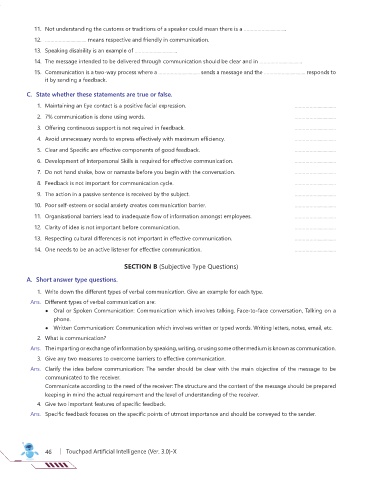 11. Not understanding the customs or traditions of a speaker could mean there is a ........................
12. ........................ means respective and friendly in communication.
13. Speaking disability is an example of ........................
14. The message intended to be delivered through communication should be clear and in ........................
15. Communication is a two-way process where a ........................ sends a message and the ........................ responds to
it by sending a feedback.
C. State whether these statements are true or false.
1. Maintaining an Eye contact is a positive facial expression. ........................
2. 7% communication is done using words. ........................
3. Offering continuous support is not required in feedback. ........................
4. Avoid unnecessary words to express effectively with maximum efficiency. ........................
5. Clear and Specific are effective components of good feedback. ........................
6. Development of Interpersonal Skills is required for effective communication. ........................
7. Do not hand shake, bow or namaste before you begin with the conversation. ........................
8. Feedback is not important for communication cycle. ........................
9. The action in a passive sentence is received by the subject. ........................
10. Poor self-esteem or social anxiety creates communication barrier. ........................
11. Organisational barriers lead to inadequate flow of information amongst employees. ........................
12. Clarity of idea is not important before communication. ........................
13. Respecting cultural differences is not important in effective communication. ........................
14. One needs to be an active listener for effective communication. ........................
SECTION B (Subjective Type Questions)
A. Short answer type questions.
1. Write down the different types of verbal communication. Give an example for each type.
Ans. Different types of verbal communication are:
• Oral or Spoken Communication: Communication which involves talking. Face-to-face conversation, Talking on a
phone.
• Written Communication: Communication which involves written or typed words. Writing letters, notes, email, etc.
2. What is communication?
Ans. The imparting or exchange of information by speaking, writing, or using some other medium is known as communication.
3. Give any two measures to overcome barriers to effective communication.
Ans. Clarify the idea before communication: The sender should be clear with the main objective of the message to be
communicated to the receiver.
Communicate according to the need of the receiver: The structure and the content of the message should be prepared
keeping in mind the actual requirement and the level of understanding of the receiver.
4. Give two important features of specific feedback.
Ans. Specific feedback focuses on the specific points of utmost importance and should be conveyed to the sender.
46 | Touchpad Artificial Intelligence (Ver. 3.0)-X